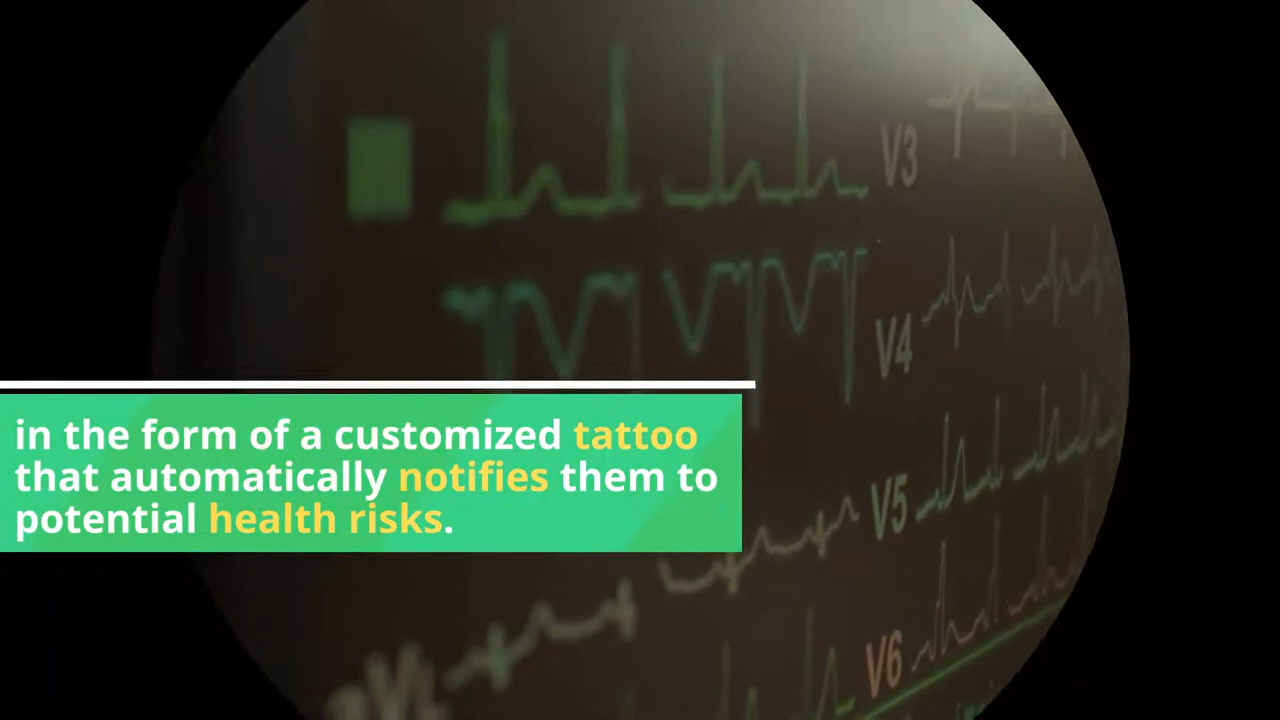 V3
V4
in the form of a customized tattoo
that automatically notifies them to
potential health risks.
V5
V6